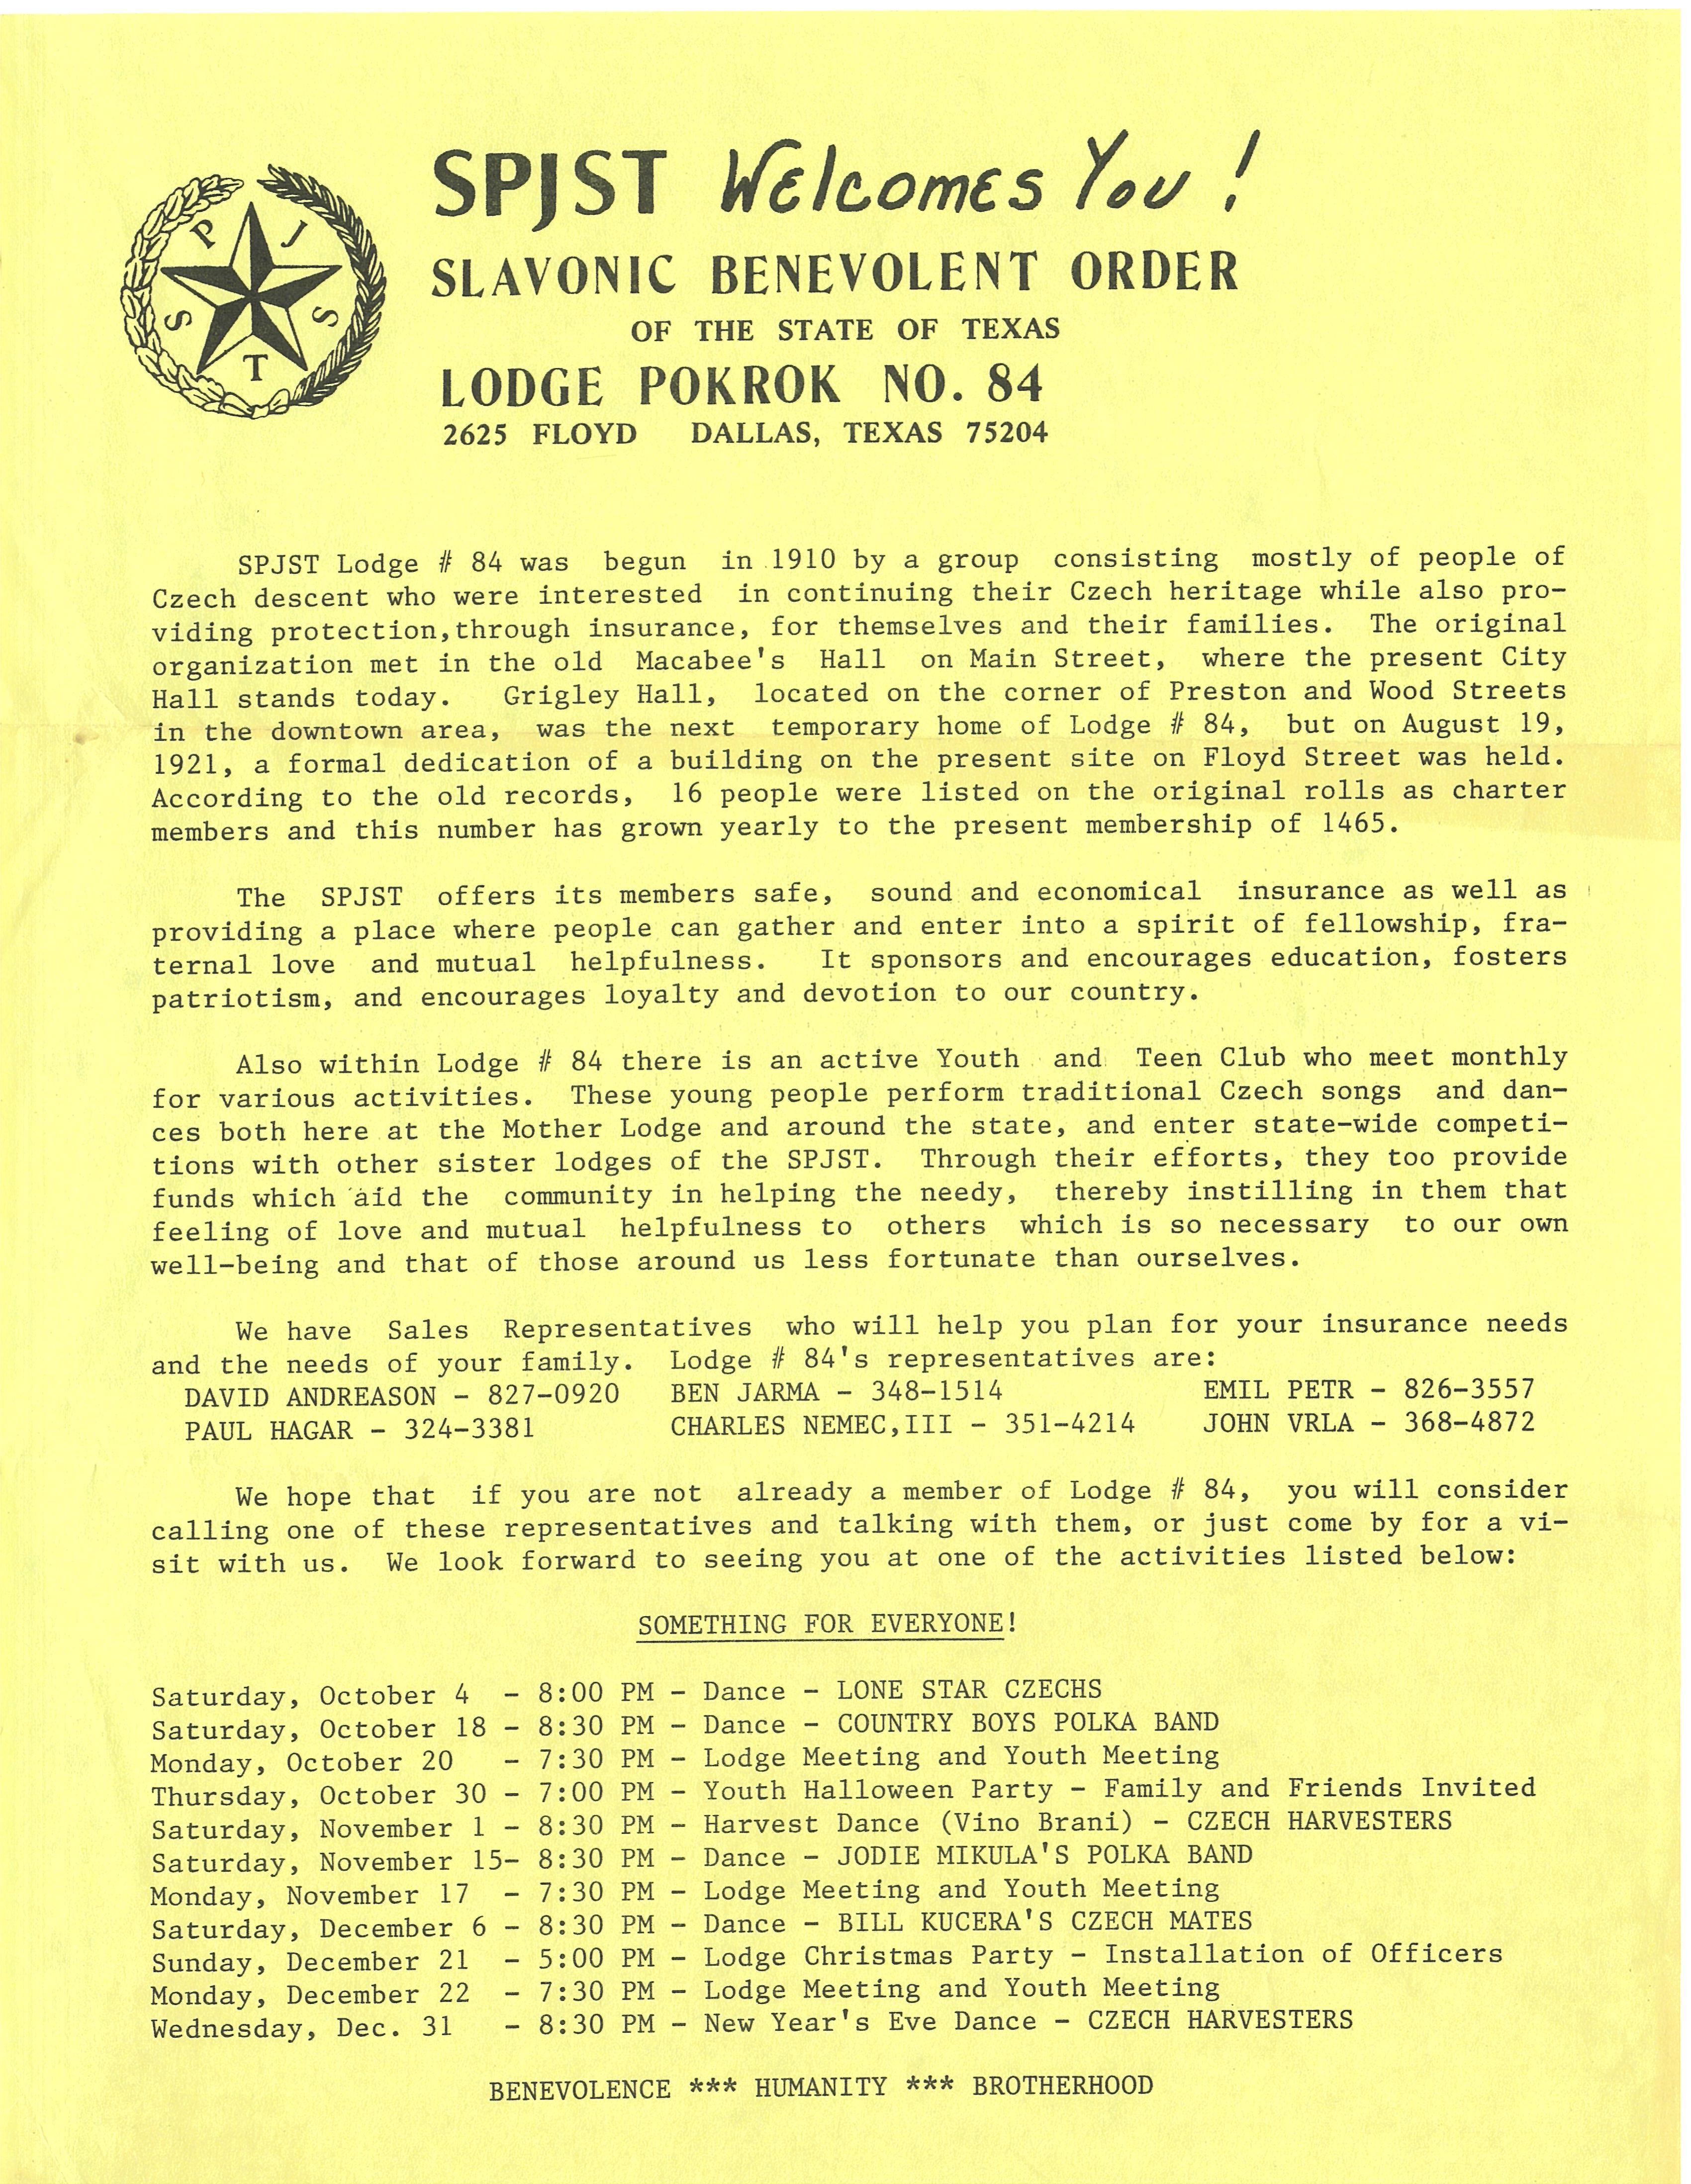 SPJST Welcomes You!
SLAVONIC BENEVOLENT ORDER
OF THE STATE OF TEXAS
LODGE POKROK NO. 84
2625 FLOYD DALLAS, TEXAS 75204
S P J S T
SPJST Lodge # 84 was begun in 1910 by a group consisting mostly of people of
Czech descent who were interested in continuing their Czech heritage while also pro-
viding protection,through insurance, for themselves and their families. The original
organization met in the old Macabee's Hall on Main Street, where the present City
Hall stands today. Grigley Hall, located on the corner of Preston and Wood Streets
in the downtown area, was the next temporary home of Lodge # 84, but on August 19,
1921, a formal dedication of a building on the present site on Floyd Street was held.
According to the old records, 16 people were listed on the original rolls as charter
members and this number has grown yearly to the present membership of 1465.
The SPJST offers its members safe, sound and economical insurance as well as
providing a place where people can gather and enter into a spirit of fellowship, fra-
ternal love and mutual helpfulness. It sponsors and encourages education, fosters
patriotism, and encourages loyalty and devotion to our country.
Also within Lodge # 84 there is an active Youth and Teen Club who meet monthly
for various activities. These young people perform traditional Czech songs and dan-
ces both here at the Mother Lodge and around the state, and enter state-wide competi-
tions with other sister lodges of the SPJST. Through their efforts, they too provide
funds which aid the community in helping the needy, thereby instilling in them that
feeling of love and mutual helpfulness to others which is so necessary to our own
well-being and that of those around us less fortunate than ourselves.
We have Sales Representatives who will help you plan for your insurance needs
and the needs of your family. Lodge # 84's representatives are:
DAVID ANDREASON - 827-0920 BEN JARMA - 348-1514 EMIL PETR - 826-3557
PAUL HAGAR - 324-3381 CHARLES NEMEC,III - 351-4214 JOHN VRLA - 368-4872
We hope that if you are not already a member of Lodge # 84, you will consider
calling one of these representatives and talking with them, or just come by for a vi-
sit with us. We look forward to seeing you at one of the activities listed below:
SOMETHING FOR EVERYONE!
Saturday, October 4 - 8:00 PM - Dance - LONE STAR CZECHS
Saturday, October 18 - 8:30 PM - Dance - COUNTRY BOYS POLKA BAND
Monday, October 20 - 7:30 PM - Lodge Meeting and Youth Meeting
Thursday, October 30 - 7:00 PM - Youth Halloween Party - Family and Friends Invited
Saturday, November 1 - 8:30 PM - Harvest Dance (Vino Brani) - CZECH HARVESTERS
Saturday, November 15- 8:30 PM - Dance - JODIE MIKULA'S POLKA BAND
Monday, November 17 - 7:30 PM - Lodge Meeting and Youth Meeting
Saturday, December 6 - 8:30 PM - Dance - BILL KUCERA'S CZECH MATES
Sunday, December 21 - 5:00 PM - Lodge Christmas Party - Installation of Officers
Monday, December 22 - 7:30 PM - Lodge Meeting and Youth Meeting
Wednesday, Dec. 31 - 8:30 PM - New Year's Eve Dance - CZECH HARVESTERS
BENEVOLENCE *** HUMANITY *** BROTHERHOOD